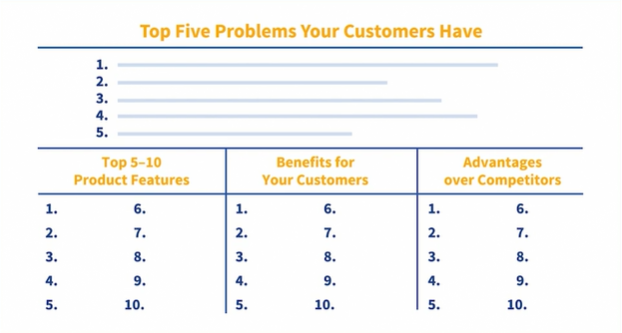 Top Five Problems Your Customers Have
1.
2.
3.
4.
5.
Top 5–10
Product Features
1. 6.
2. 7.
3. 8.
4. 9.
5. 10.
Benefits for
Your Customers
1. 6.
2. 7.
3. 8.
4. 9.
5. 10.
Advantages
over Competitors
1. 6.
2. 7.
3. 8.
4. 9.
5. 10.